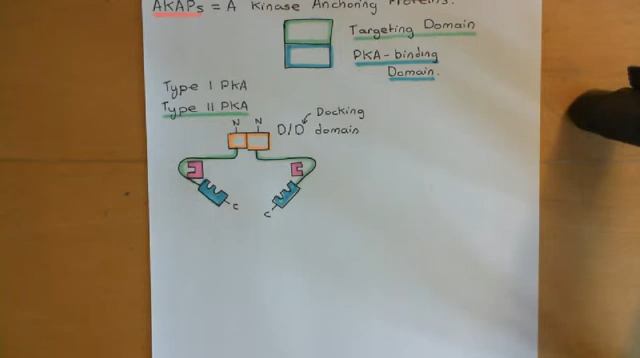 AKAPs = A Kinase Anchoring Proteins.
Targeting Domain
PKA-binding
Domain.
Type I PKA
Type II PKA
N N
D/D
Docking
domain
C
C